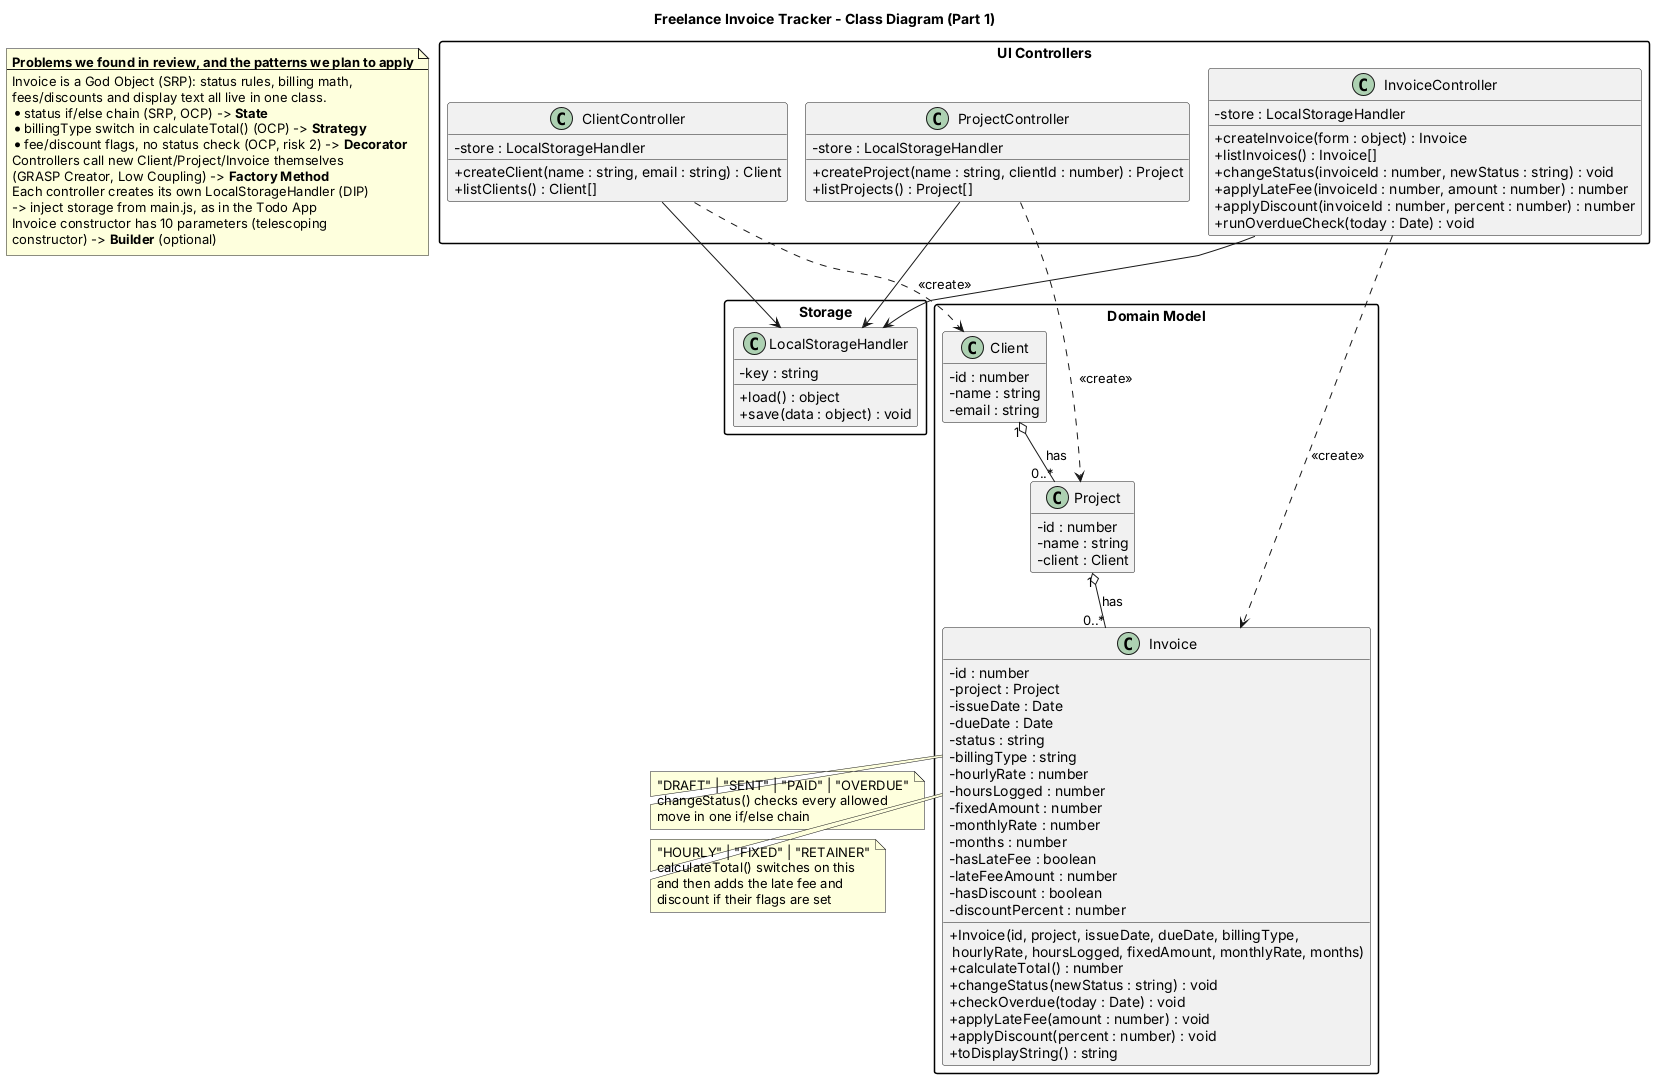 Freelance Invoice Tracker - Class Diagram (Part 1)
Problems we found in review, and the patterns we plan to apply
Invoice is a God Object (SRP): status rules, billing math,
fees/discounts and display text all live in one class.
• status if/else chain (SRP, OCP) -> State
• billingType switch in calculateTotal() (OCP) -> Strategy
• fee/discount flags, no status check (OCP, risk 2) -> Decorator
Controllers call new Client/Project/Invoice themselves
(GRASP Creator, Low Coupling) -> Factory Method
Each controller creates its own LocalStorageHandler (DIP)
-> inject storage from main.js, as in the Todo App
Invoice constructor has 10 parameters (telescoping
constructor) -> Builder (optional)
UI Controllers
C ClientController
-store : LocalStorageHandler
+createClient(name : string, email : string) : Client
+listClients() : Client[]
C ProjectController
-store : LocalStorageHandler
+createProject(name : string, clientId : number) : Project
+listProjects() : Project[]
C InvoiceController
-store : LocalStorageHandler
+createInvoice(form : object) : Invoice
+listInvoices() : Invoice[]
+changeStatus(invoiceId : number, newStatus : string) : void
+applyLateFee(invoiceId : number, amount : number) : number
+applyDiscount(invoiceId : number, percent : number) : number
+runOverdueCheck(today : Date) : void
«create»
Storage
C LocalStorageHandler
-key : string
+load() : object
+save(data : object) : void
Domain Model
C Client
-id : number
-name : string
-email : string
«create»
1
has
0..*
«create»
C Project
-id : number
-name : string
-client : Client
1
has
0..*
C Invoice
-id : number
-project : Project
-issueDate : Date
-dueDate : Date
-status : string
-billingType : string
-hourlyRate : number
-hoursLogged : number
-fixedAmount : number
-monthlyRate : number
-months : number
-hasLateFee : boolean
-lateFeeAmount : number
-hasDiscount : boolean
-discountPercent : number
+Invoice(id, project, issueDate, dueDate, billingType,
hourlyRate, hoursLogged, fixedAmount, monthlyRate, months)
+calculateTotal() : number
+changeStatus(newStatus : string) : void
+checkOverdue(today : Date) : void
+applyLateFee(amount : number) : void
+applyDiscount(percent : number) : void
+toDisplayString() : string
"DRAFT" | "SENT" | "PAID" | "OVERDUE"
changeStatus() checks every allowed
move in one if/else chain
"HOURLY" | "FIXED" | "RETAINER"
calculateTotal() switches on this
and then adds the late fee and
discount if their flags are set